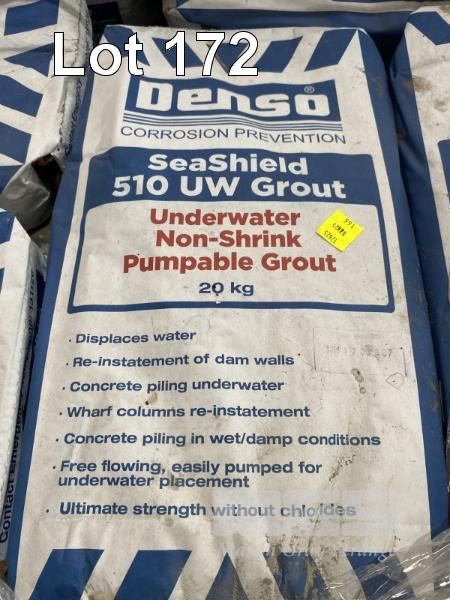 Lot 172
Denso®
CORROSION PREVENTION
SeaShield
510 UW Grout
Underwater
Non-Shrink
Pumpable Grout
20 kg
· Displaces water
· Re-instatement of dam walls
· Concrete piling underwater
· Wharf columns re-instatement
· Concrete piling in wet/damp conditions
· Free flowing, easily pumped for
underwater placement
· Ultimate strength without chlorides
Contact Emergency